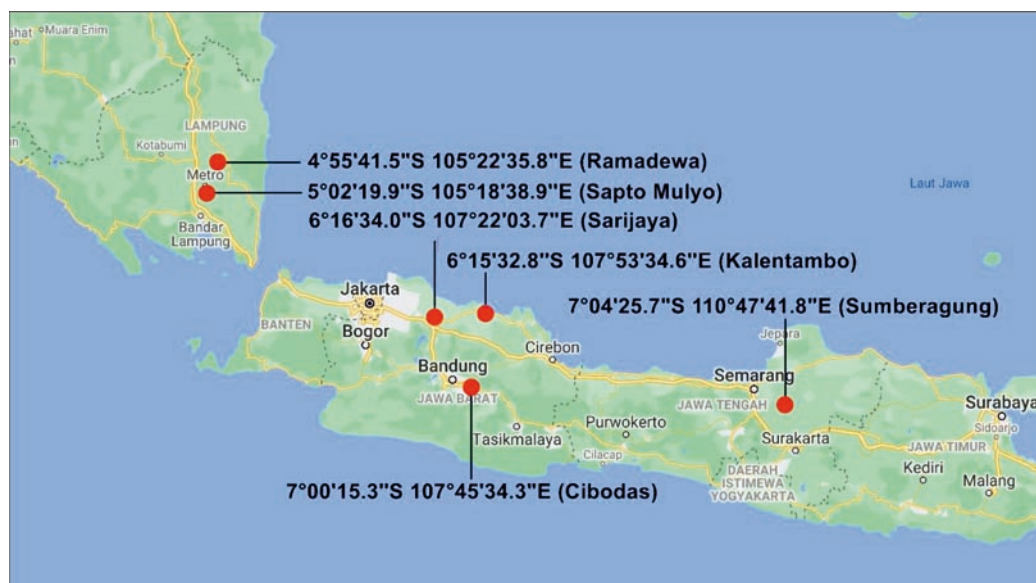 ahat
Muara Enim
LAMPUNG
Kotabumi
4°55'41.5"S 105°22'35.8"E (Ramadewa)
Metro
5°02'19.9"S 105°18'38.9"E (Sapto Mulyo)
Laut Jawa
Bandar
Lampung
6°16'34.0"S 107°22'03.7"E (Sarijaya)
6°15'32.8"S 107°53'34.6"E (Kalentambo)
Jakarta
7°04'25.7"S 110°47'41.8"E (Sumberagung)
BANTEN
Bogor
Jepara
Cirebon
Bandung
JAWA BARAT
Semarang
JAWA TENGAH
Surabaya
Sidoarjo
Purwokerto
Tasikmalaya
Cilacap
Surakarta
JAWA TIMUR
DAERAH
ISTIMEWA
YOGYAKARTA
Kediri
Malang
7°00'15.3"S 107°45'34.3"E (Cibodas)